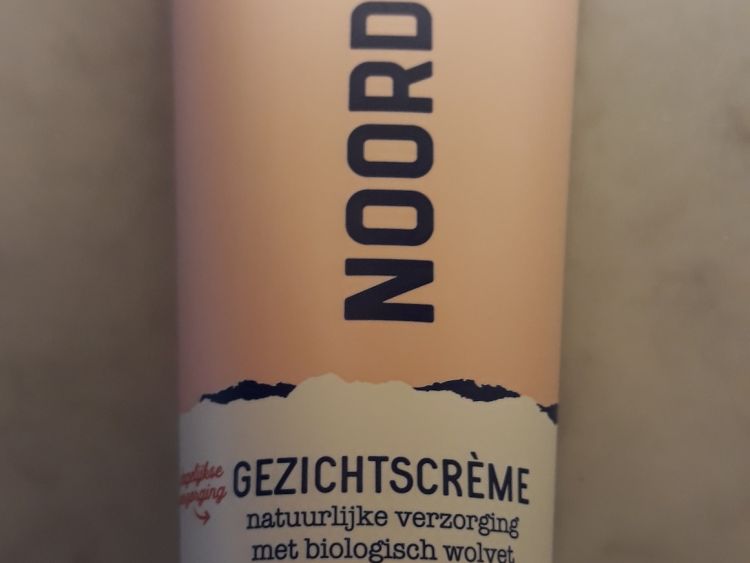 NOORD
GEZICHTSCRÈME
natuurlijke verzorging
met biologisch wolvet